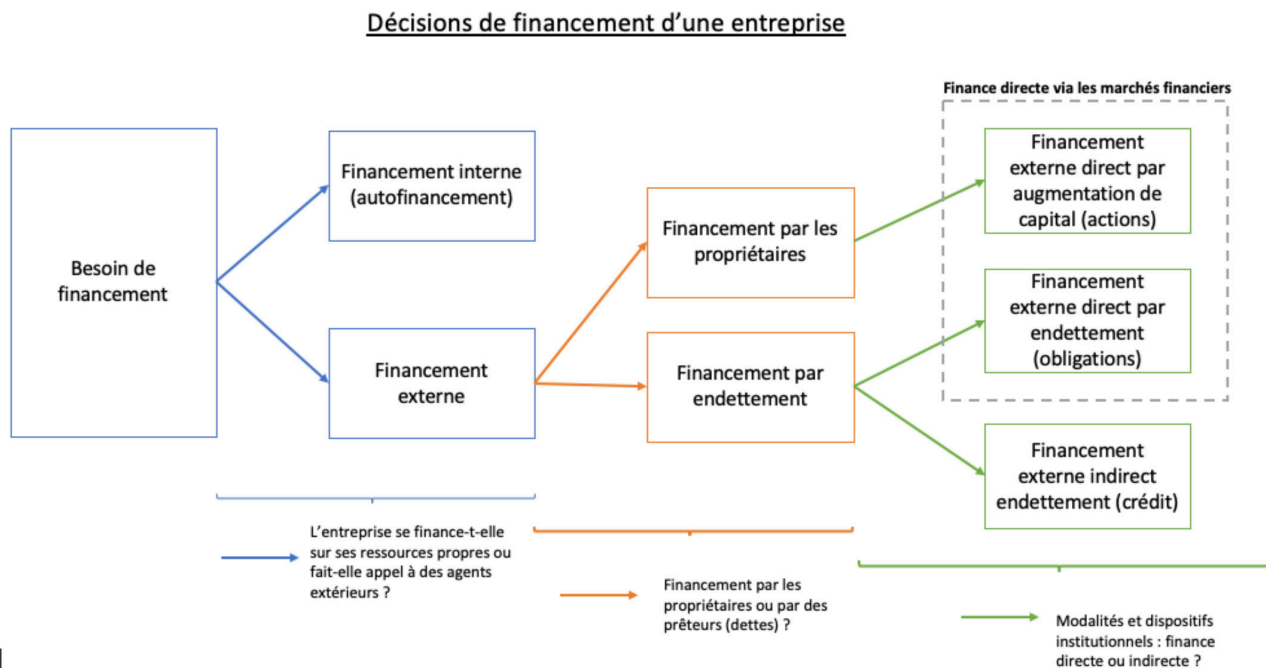 Décisions de financement d’une entreprise
Finance directe via les marchés financiers
Besoin de
financement
Financement interne
(autofinancement)
Financement
externe
Financement par les
propriétaires
Financement par
endettement
Financement
externe direct par
augmentation de
capital (actions)
Financement
externe direct par
endettement
(obligations)
Financement
externe indirect
endettement (crédit)
L’entreprise se finance-t-elle
sur ses ressources propres ou
fait-elle appel à des agents
extérieurs ?
Financement par les
propriétaires ou par des
prêteurs (dettes) ?
Modalités et dispositifs
institutionnels : finance
directe ou indirecte ?